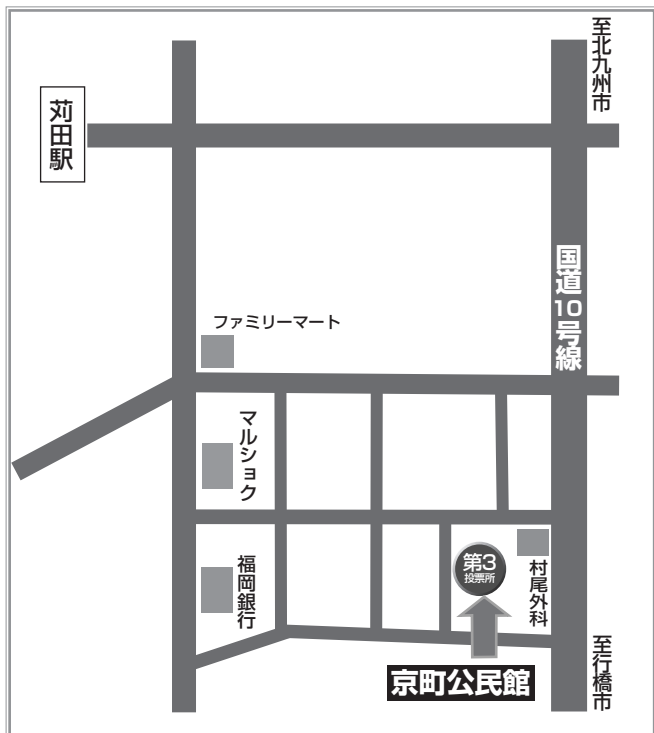 至北九州市
苅田駅
国道10号線
ファミリーマート
マルショク
福岡銀行
第3
投票所
村尾外科
京町公民館
至行橋市